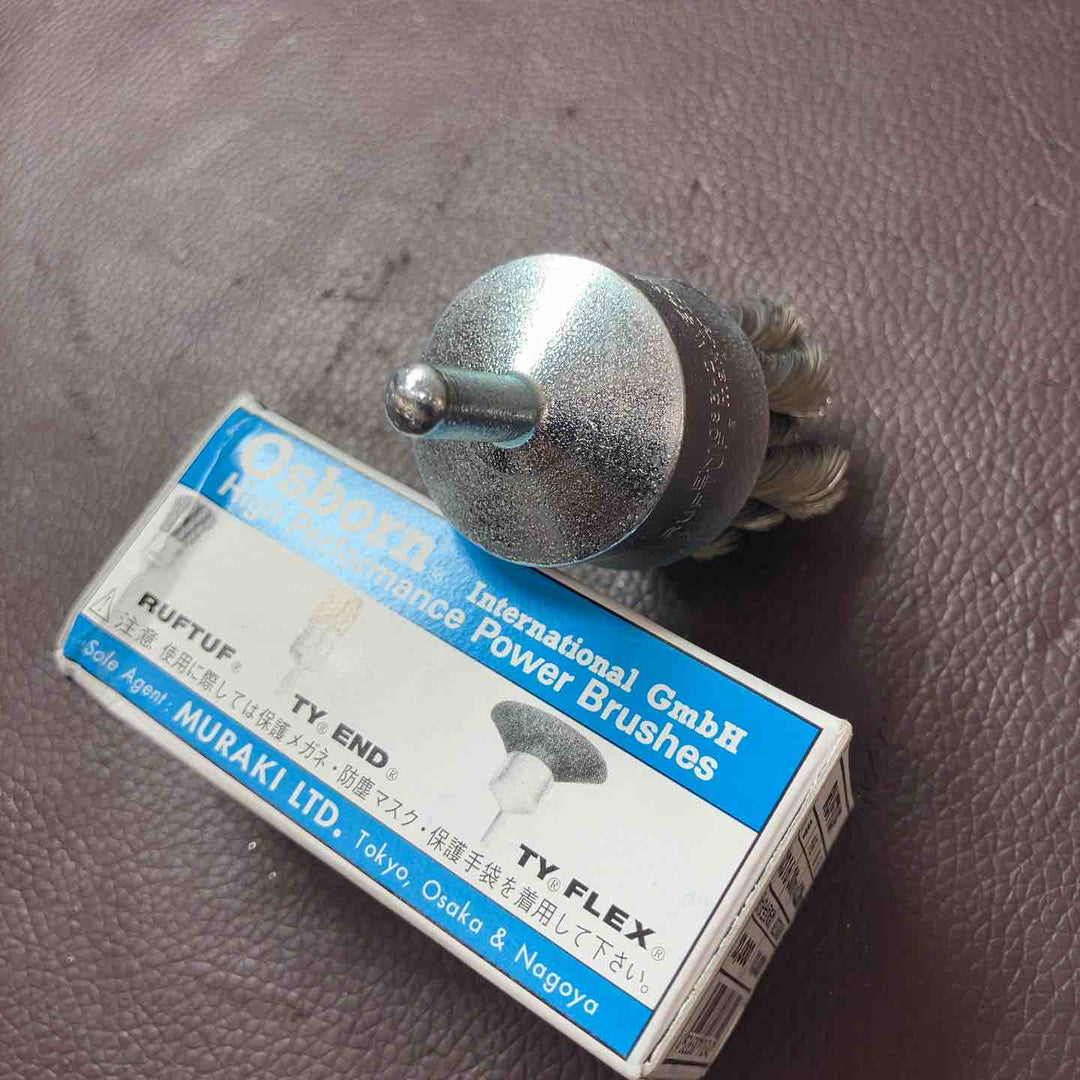 Osborn® International GmbH
High Performance Power Brushes
RUFTUF®
TY® END®
TY® FLEX®
注意 使用に際しては保護メガネ・防塵マスク・保護手袋を着用して下さい。
Sole Agent: MURAKI LTD. Tokyo, Osaka & Nagoya